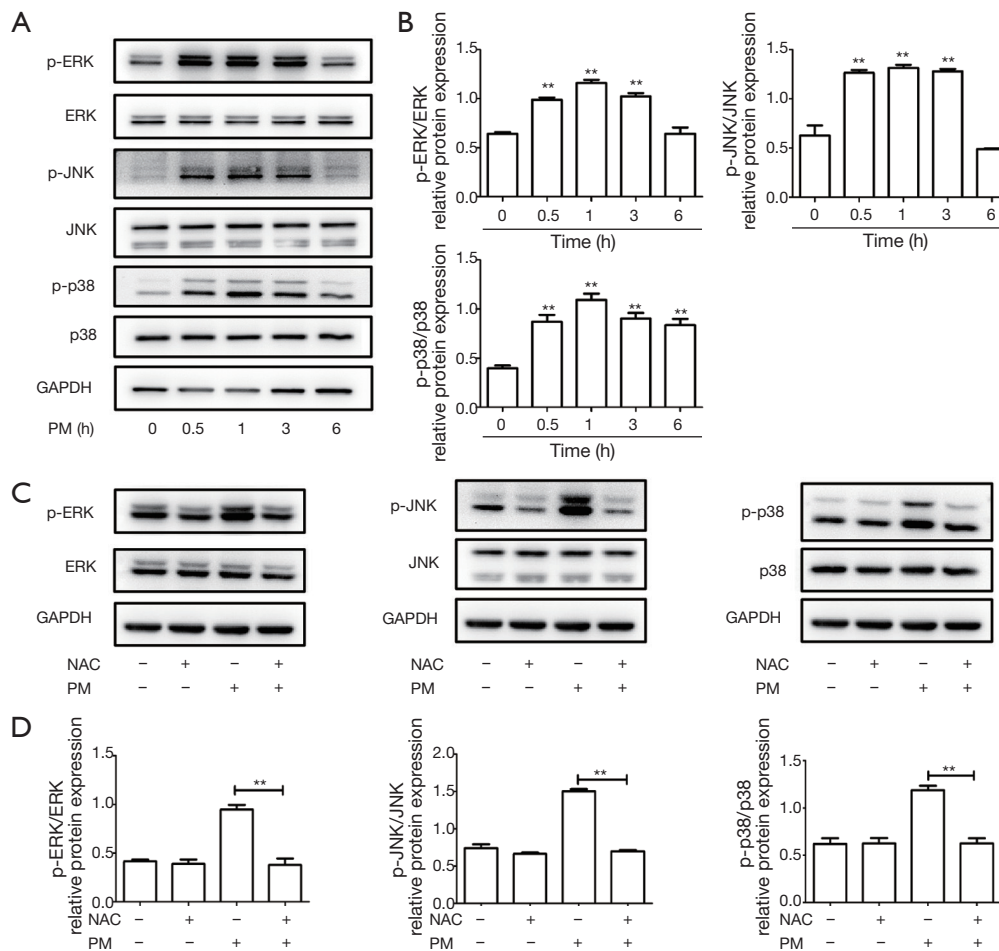 A
p-ERK
ERK
p-JNK
JNK
p-p38
p38
GAPDH
PM (h) 0 0.5 1 3 6
B
p-ERK/ERK
relative protein expression
1.5
1.0
0.5
0.0
** ** **
0 0.5 1 3 6
Time (h)
p-JNK/JNK
relative protein expression
1.5
1.0
0.5
0.0
** ** **
0 0.5 1 3 6
Time (h)
p-p38/p38
relative protein expression
1.5
1.0
0.5
0.0
** ** ** **
0 0.5 1 3 6
Time (h)
C
p-ERK
ERK
GAPDH
NAC – + – +
PM – – + +
p-JNK
JNK
GAPDH
– + – +
– – + +
p-p38
p38
GAPDH
– + – +
– – + +
D
p-ERK/ERK
relative protein expression
1.5
1.0
0.5
0.0
**
NAC – + – +
PM – – + +
p-JNK/JNK
relative protein expression
2.0
1.5
1.0
0.5
0.0
**
NAC – + – +
PM – – + +
p-p38/p38
relative protein expression
1.5
1.0
0.5
0.0
**
NAC – + – +
PM – – + +